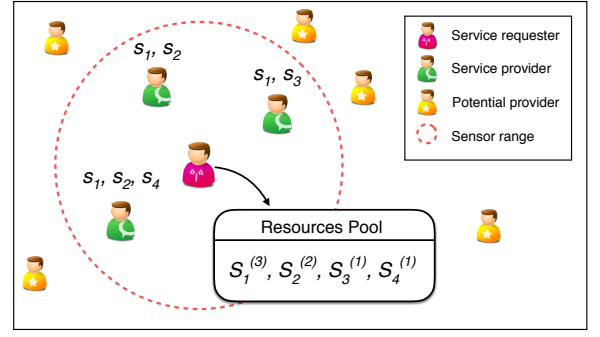 s₁, s₂
s₁, s₃
s₁, s₂, s₄
Service requester
Service provider
Potential provider
Sensor range
Resources Pool
S₁⁽³⁾, S₂⁽²⁾, S₃⁽¹⁾, S₄⁽¹⁾